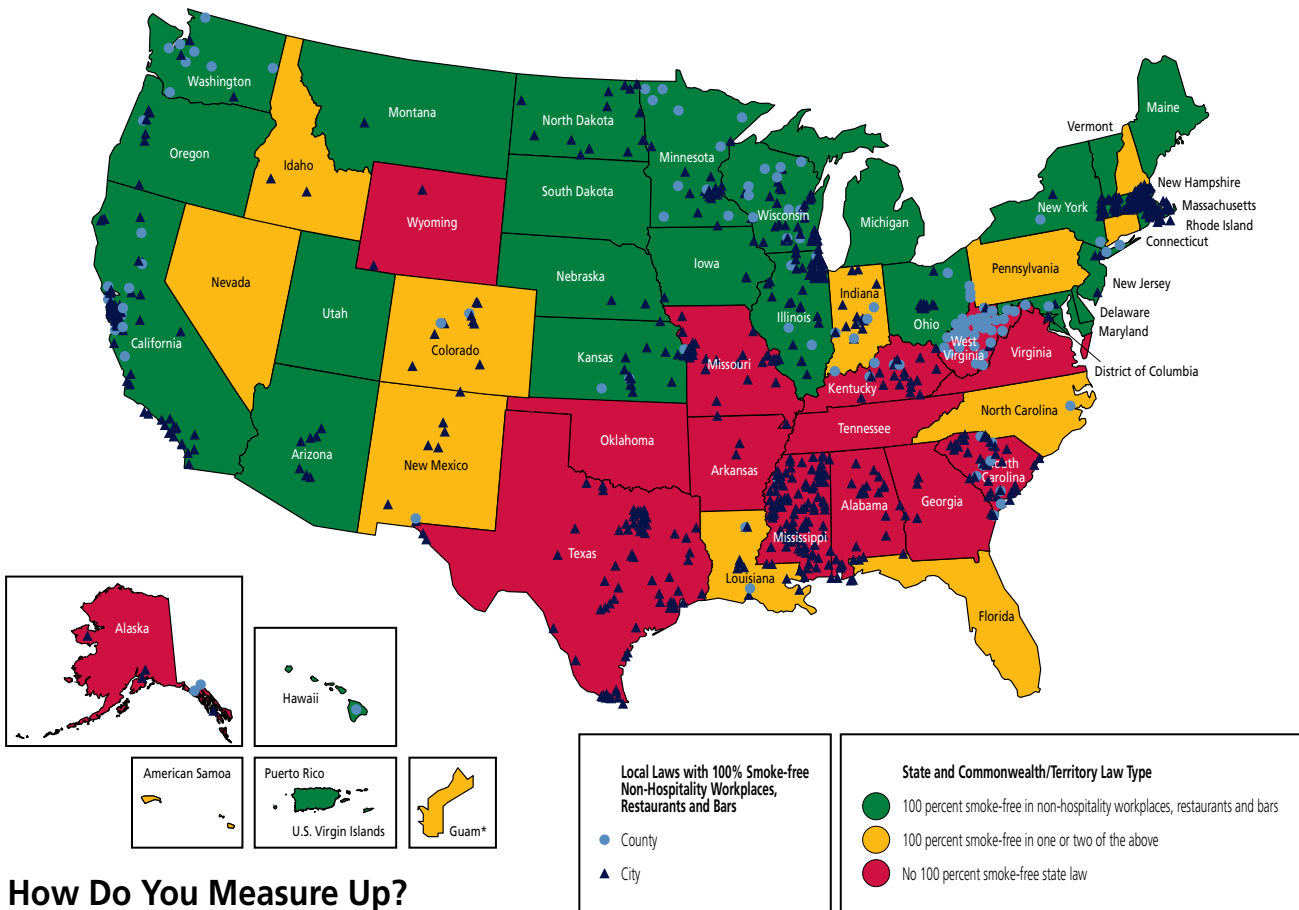 Washington
Montana
North Dakota
Minnesota
Maine
Vermont
Oregon
Idaho
South Dakota
Wisconsin
Michigan
New York
New Hampshire
Massachusetts
Rhode Island
Connecticut
Wyoming
Nebraska
Iowa
Pennsylvania
New Jersey
Nevada
Utah
Colorado
Kansas
Illinois
Indiana
Ohio
Delaware
Maryland
California
Missouri
West
Virginia
Virginia
District of Columbia
Kentucky
North Carolina
Arizona
New Mexico
Oklahoma
Tennessee
Arkansas
South
Carolina
Texas
Louisiana
Mississippi
Alabama
Georgia
Florida
Alaska
Hawaii
American Samoa
Puerto Rico
U.S. Virgin Islands
Guam*
Local Laws with 100% Smoke-free
Non-Hospitality Workplaces,
Restaurants and Bars
County
City
State and Commonwealth/Territory Law Type
100 percent smoke-free in non-hospitality workplaces, restaurants and bars
100 percent smoke-free in one or two of the above
No 100 percent smoke-free state law
How Do You Measure Up?